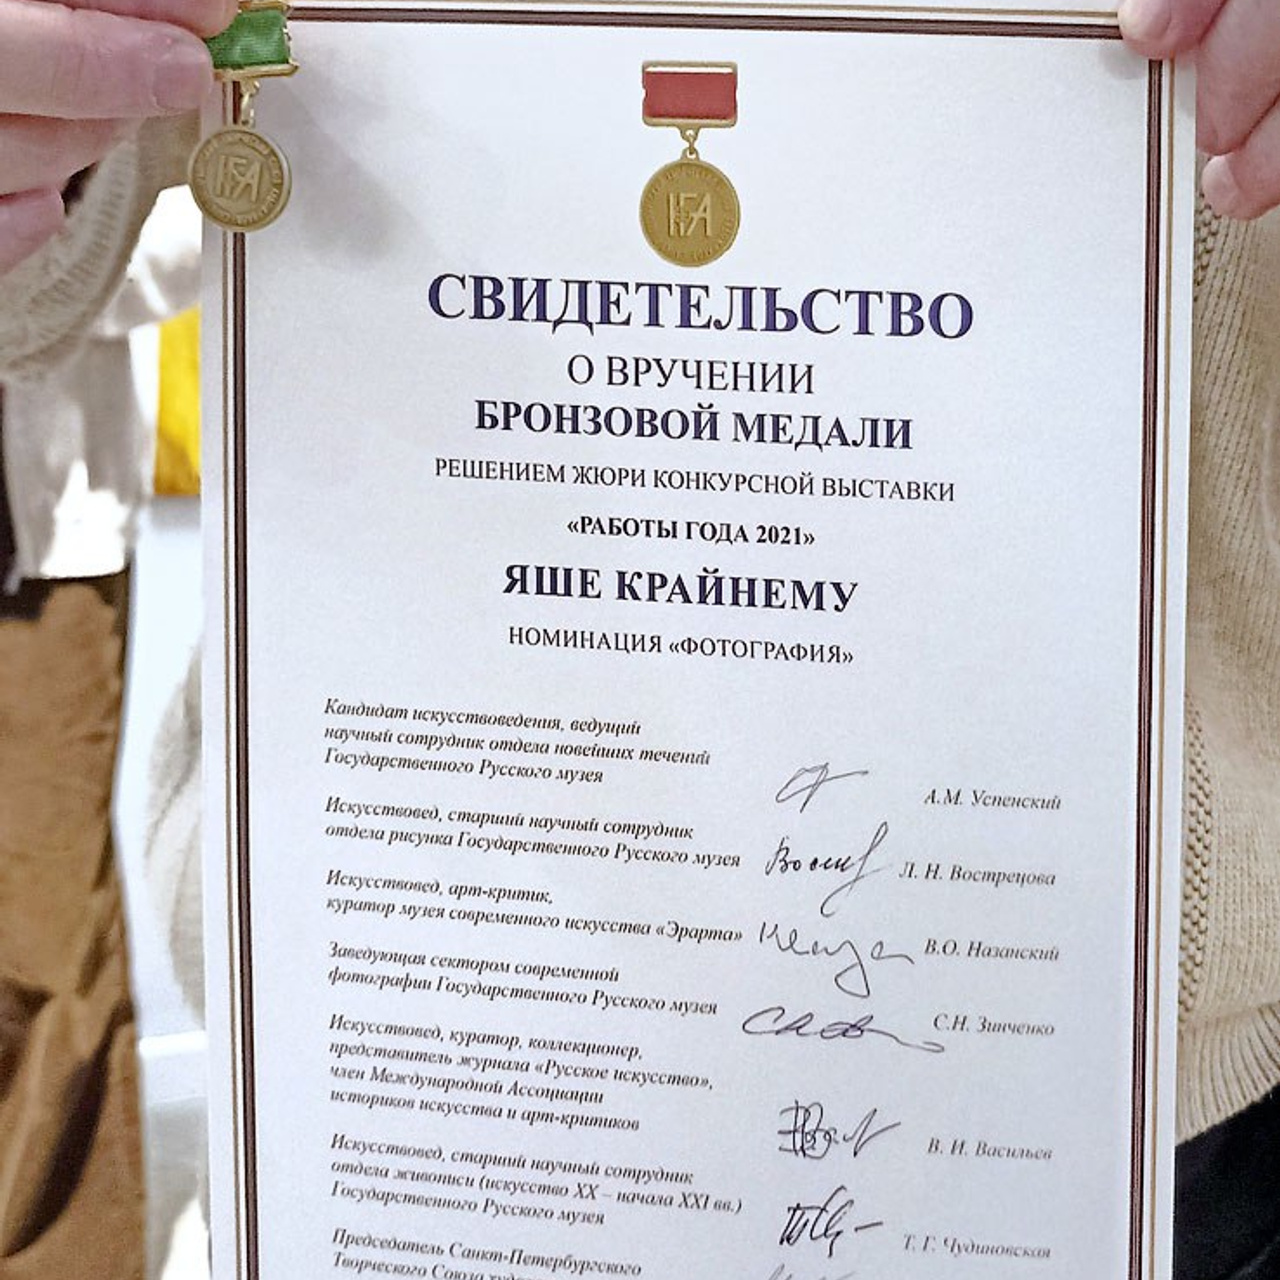 СВИДЕТЕЛЬСТВО
О ВРУЧЕНИИ
БРОНЗОВОЙ МЕДАЛИ
РЕШЕНИЕМ ЖЮРИ КОНКУРСНОЙ ВЫСТАВКИ
«РАБОТЫ ГОДА 2021»
ЯШЕ КРАЙНЕМУ
НОМИНАЦИЯ «ФОТОГРАФИЯ»
Кандидат искусствоведения, ведущий
научный сотрудник отдела новейших течений
Государственного Русского музея
А.М. Успенский
Искусствовед, старший научный сотрудник
отдела рисунка Государственного Русского музея
Л. Н. Вострецова
Искусствовед, арт-критик,
куратор музея современного искусства «Эрарта»
В.О. Назанский
Заведующая сектором современной
фотографии Государственного Русского музея
С.Н. Зинченко
Искусствовед, куратор, коллекционер,
представитель журнала «Русское искусство»,
член Международной Ассоциации
историков искусства и арт-критиков
В. И. Васильев
Искусствовед, старший научный сотрудник
отдела живописи (искусство XX – начала XXI вв.)
Государственного Русского музея
Т. Г. Чудиновская
Председатель Санкт-Петербургского
Творческого Союза